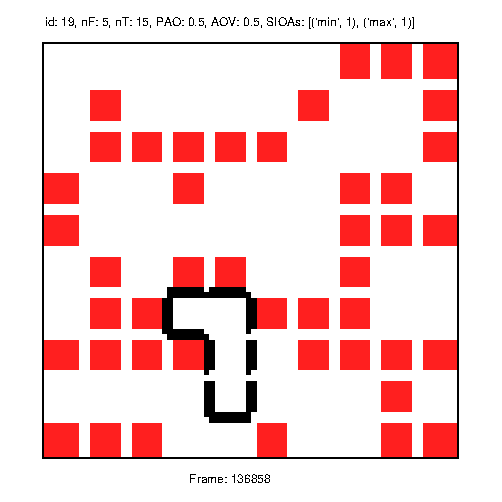 id: 19, nF: 5, nT: 15, PAO: 0.5, AOV: 0.5, SIOAs: [('min', 1), ('max', 1)]
Frame: 136858